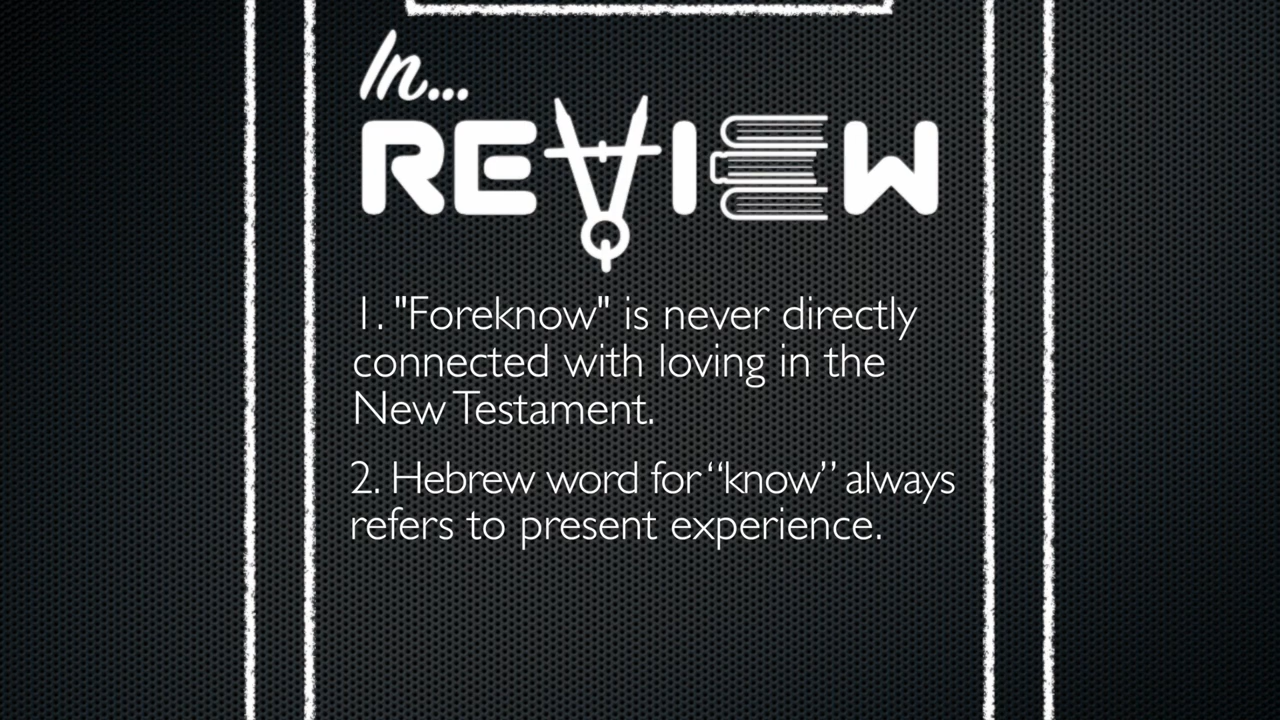 In...
REVIEW
1. "Foreknow" is never directly
connected with loving in the
New Testament.
2. Hebrew word for “know” always
refers to present experience.